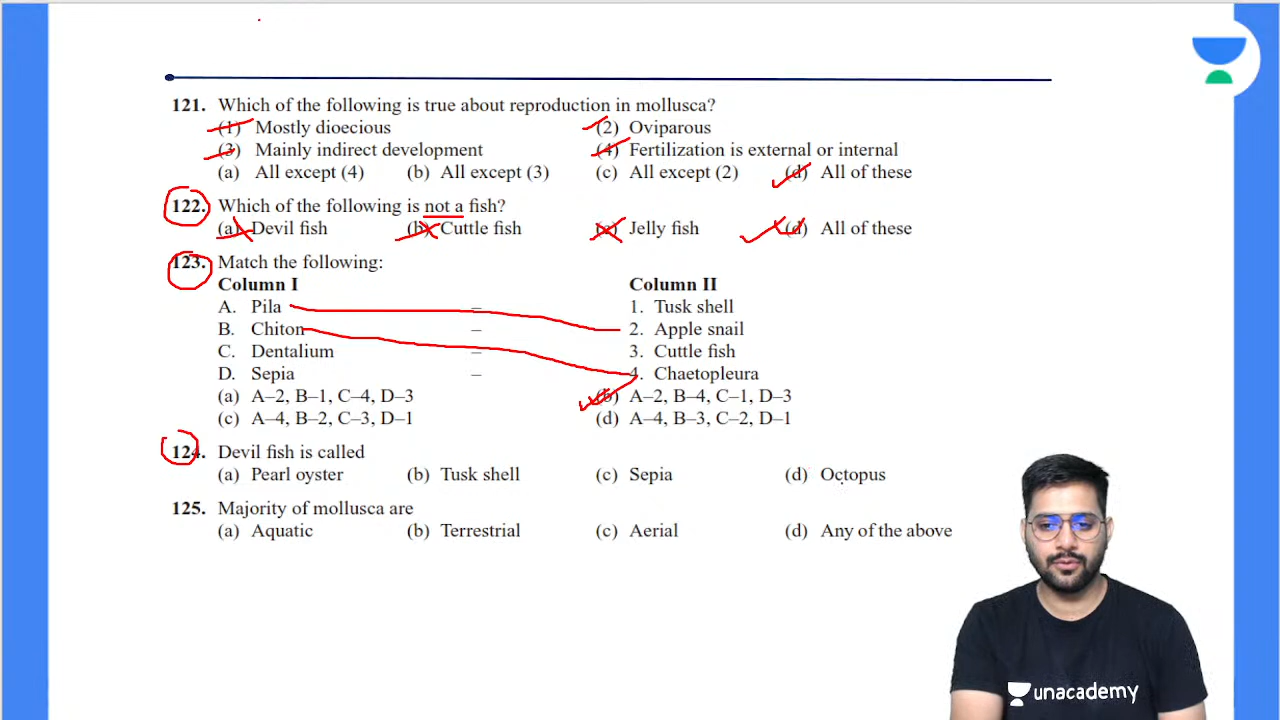 121. Which of the following is true about reproduction in mollusca?
(1) Mostly dioecious (2) Oviparous
(3) Mainly indirect development (4) Fertilization is external or internal
(a) All except (4) (b) All except (3) (c) All except (2) (d) All of these
122. Which of the following is not a fish?
(a) Devil fish (b) Cuttle fish (c) Jelly fish (d) All of these
123. Match the following:
Column I Column II
A. Pila – 1. Tusk shell
B. Chiton – 2. Apple snail
C. Dentalium – 3. Cuttle fish
D. Sepia – 4. Chaetopleura
(a) A–2, B–1, C–4, D–3 (b) A–2, B–4, C–1, D–3
(c) A–4, B–2, C–3, D–1 (d) A–4, B–3, C–2, D–1
124. Devil fish is called
(a) Pearl oyster (b) Tusk shell (c) Sepia (d) Octopus
125. Majority of mollusca are
(a) Aquatic (b) Terrestrial (c) Aerial (d) Any of the above
unacademy